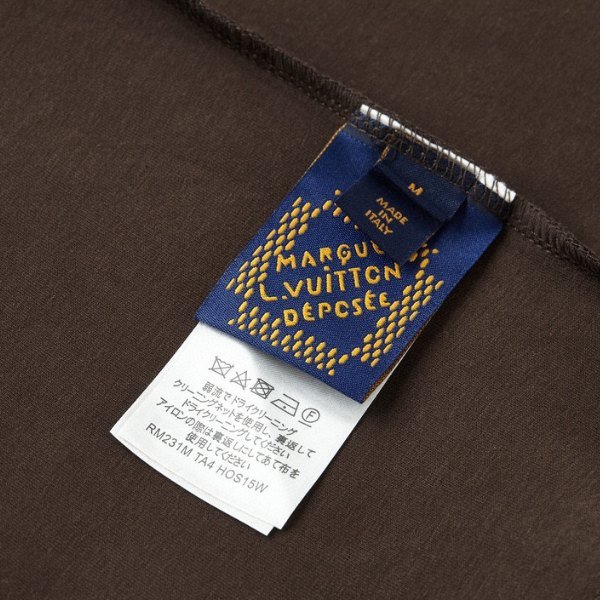 M
MADE
IN
ITALY
MARQUE
L.VUITTON
DÉPOSÉE
F
弱流でドライクリーニング
クリーニングネットを使用し、裏返して
ドライクリーニングしてください
アイロンの際は裏返しにしてあて布を
使用してください
RM231M TA4 HOS15W